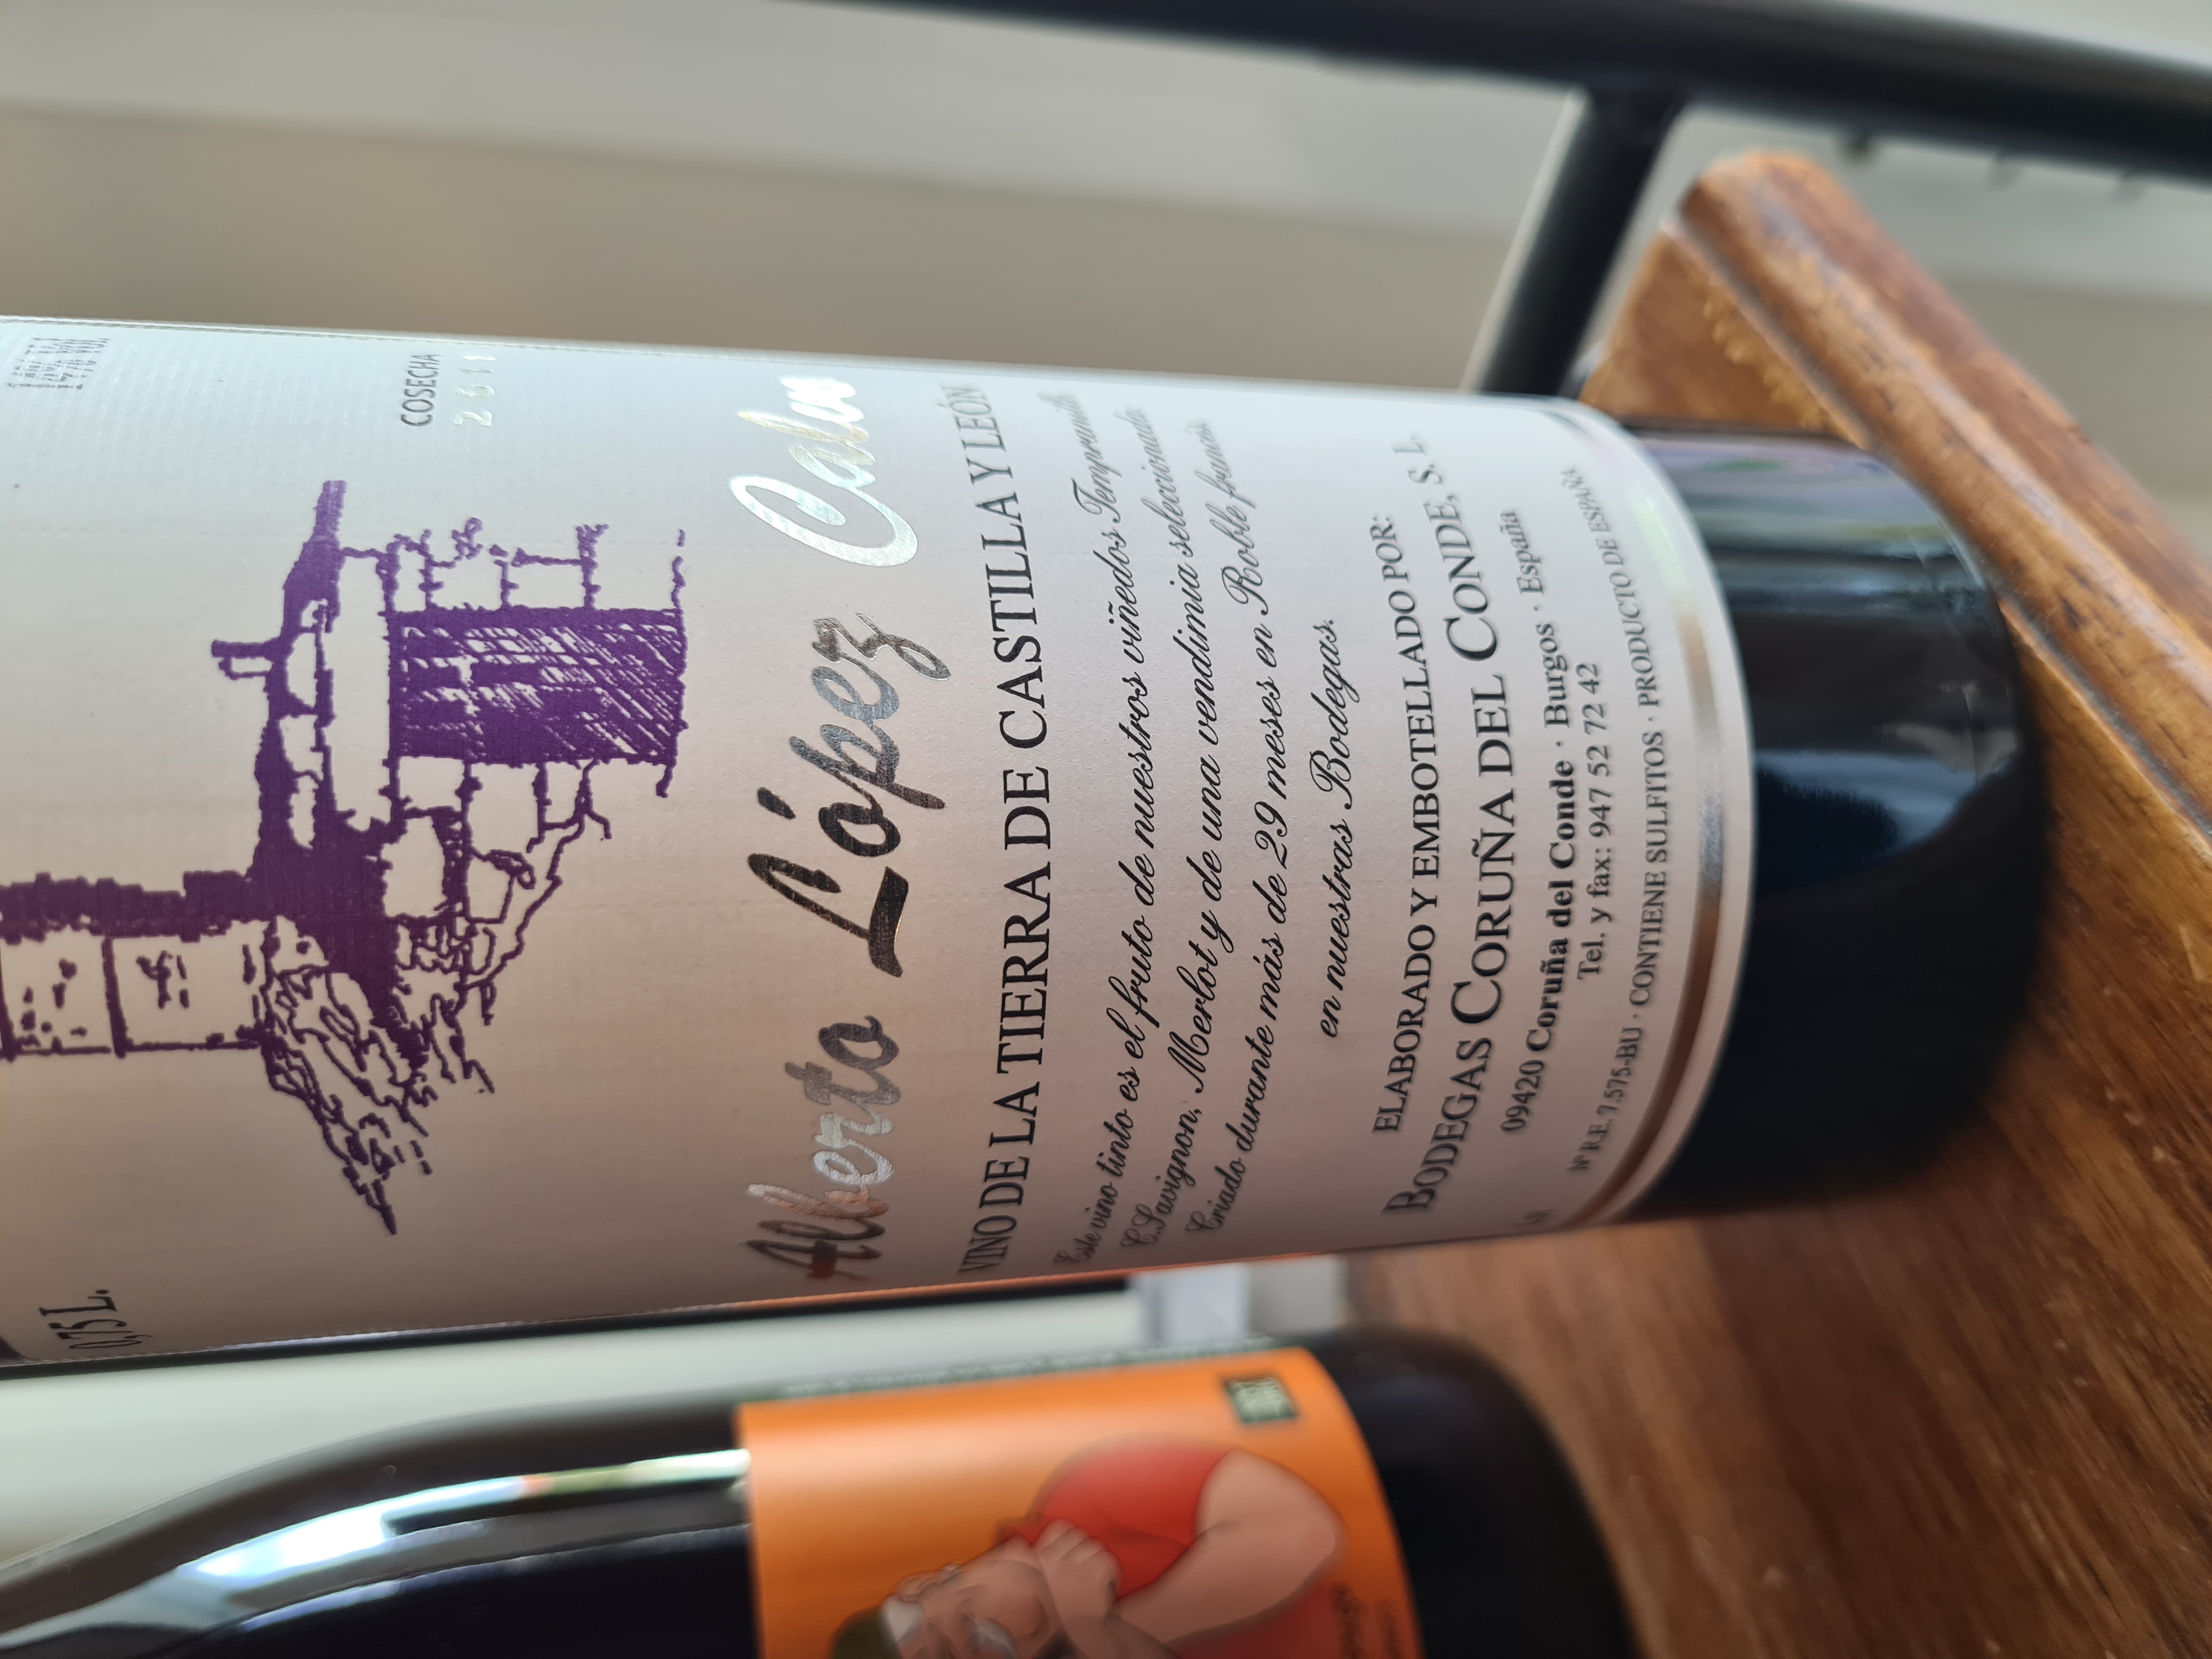 14% VOL.
COSECHA
2011
0,75 L.
Alberto López Calvo
VINO DE LA TIERRA DE CASTILLA Y LEÓN
Este vino tinto es el fruto de nuestros viñedos Tempranillo
C.Savignon, Merlot y de una vendimia seleccionada
Criado durante más de 29 meses en Roble francés
en nuestras Bodegas.
ELABORADO Y EMBOTELLADO POR:
BODEGAS CORUÑA DEL CONDE, S. L.
09420 Coruña del Conde · Burgos · España
Tel. y fax: 947 52 72 42
Nº R.E. 7.575-BU · CONTIENE SULFITOS · PRODUCTO DE ESPAÑA